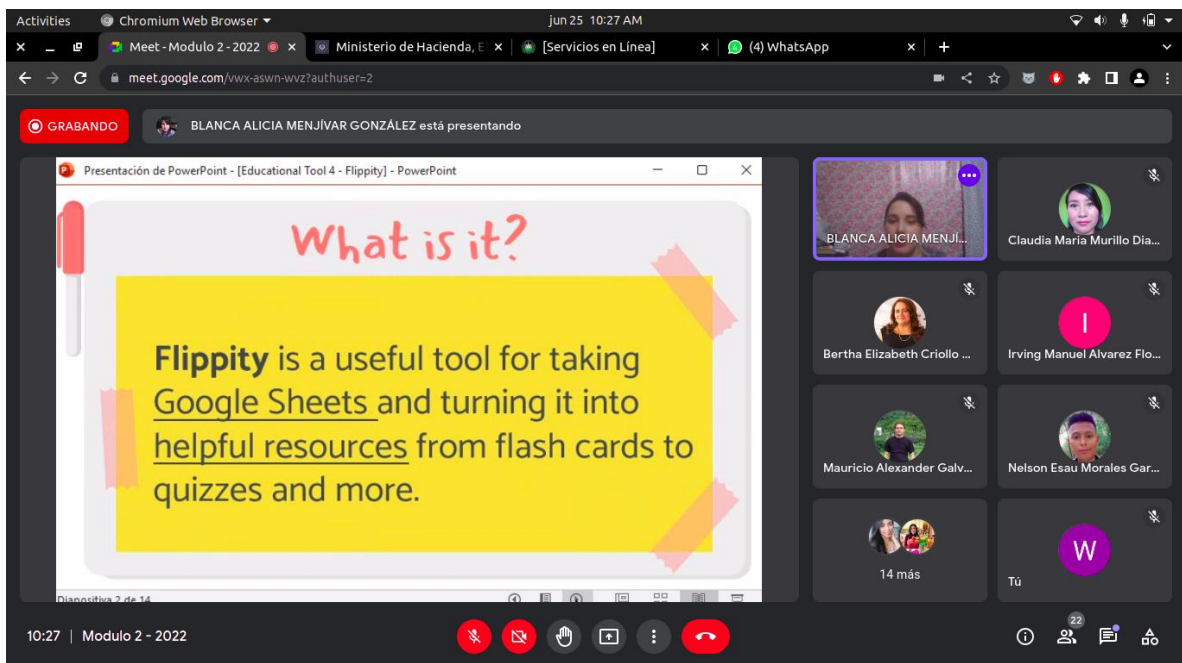 Activities Chromium Web Browser jun 25 10:27 AM
Meet - Modulo 2 - 2022 Ministerio de Hacienda, El [Servicios en Línea] (4) WhatsApp
meet.google.com/vwx-aswn-wvz?authuser=2
GRABANDO BLANCA ALICIA MENJÍVAR GONZÁLEZ está presentando
Presentación de PowerPoint - [Educational Tool 4 - Flippity] - PowerPoint
What is it?
Flippity is a useful tool for taking
Google Sheets and turning it into
helpful resources from flash cards to
quizzes and more.
Diapositiva 2 de 14
BLANCA ALICIA MENJÍ...
Claudia Maria Murillo Dia...
Bertha Elizabeth Criollo ...
I
Irving Manuel Alvarez Flo...
Mauricio Alexander Galv...
Nelson Esau Morales Gar...
14 más
W
Tú
10:27 | Modulo 2 - 2022
22